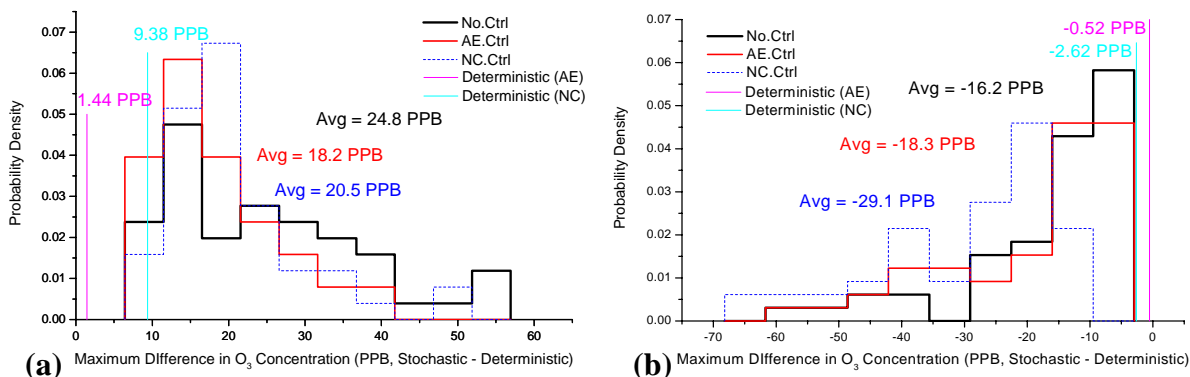 0.07
0.06
0.05
0.04
0.03
0.02
0.01
0.00
Probability Density
9.38 PPB
1.44 PPB
No.Ctrl
AE.Ctrl
NC.Ctrl
Deterministic (AE)
Deterministic (NC)
Avg = 24.8 PPB
Avg = 18.2 PPB
Avg = 20.5 PPB
0 10 20 30 40 50 60
(a) Maximum DIfference in O3 Concentration (PPB, Stochastic - Deterministic)
0.07
0.06
0.05
0.04
0.03
0.02
0.01
0.00
Probability Density
No.Ctrl
AE.Ctrl
NC.Ctrl
Deterministic (AE)
Deterministic (NC)
-0.52 PPB
-2.62 PPB
Avg = -16.2 PPB
Avg = -18.3 PPB
Avg = -29.1 PPB
-70 -60 -50 -40 -30 -20 -10 0
(b) Maximum DIfference in O3 Concentration (PPB, Stochastic - Deterministic)